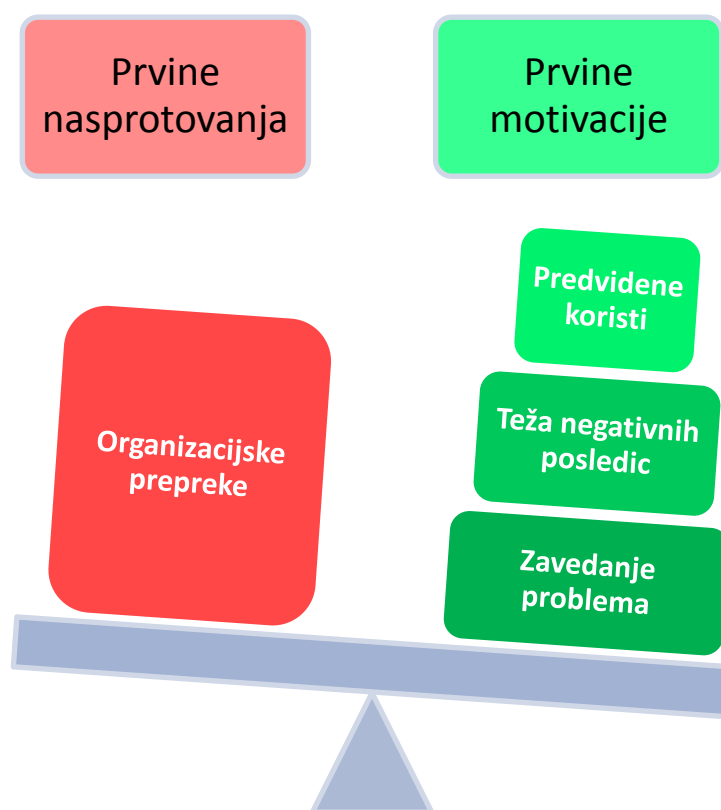 Prvine
nasprotovanja
Prvine
motivacije
Organizacijske
prepreke
Predvidene
koristi
Teža negativnih
posledic
Zavedanje
problema